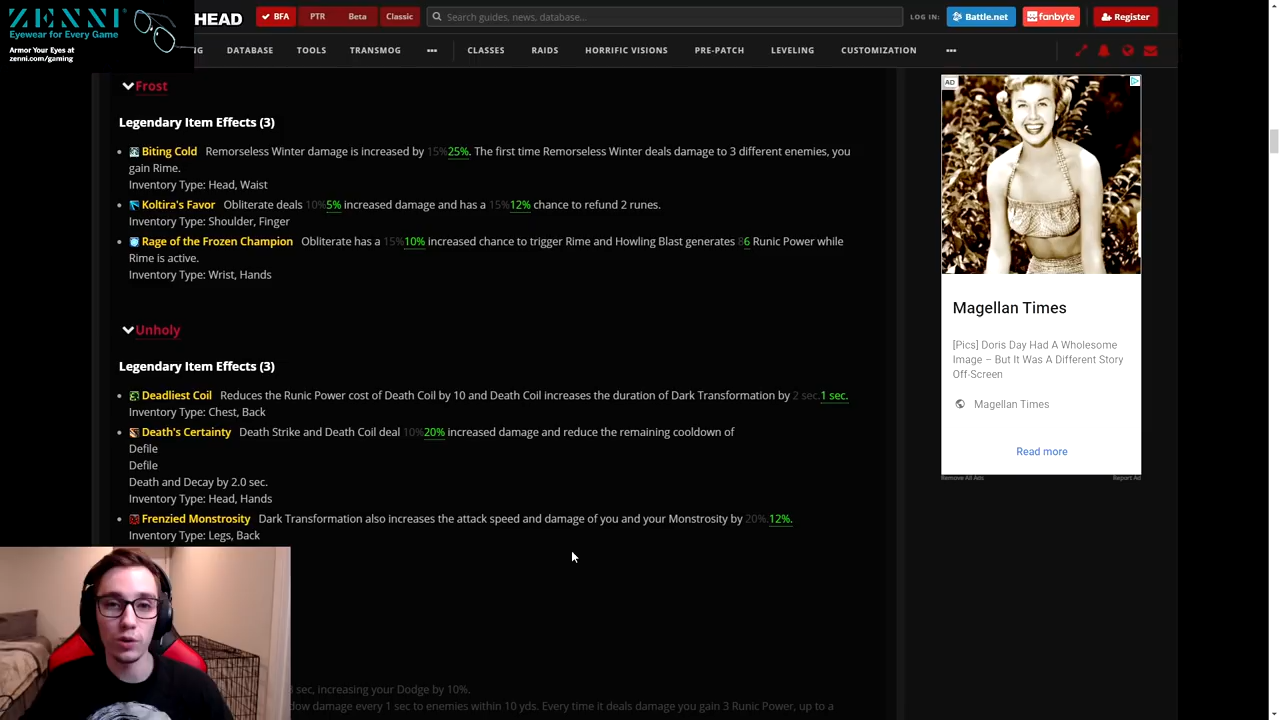 ZENNI®
Eyewear for Every Game
Armor Your Eyes at
zenni.com/gaming
HEAD
BFA
PTR
Beta
Classic
Search guides, news, database...
LOG IN:
Battle.net
fanbyte
Register
NG
DATABASE
TOOLS
TRANSMOG
CLASSES
RAIDS
HORRIFIC VISIONS
PRE-PATCH
LEVELING
CUSTOMIZATION
Frost
Legendary Item Effects (3)
Biting Cold Remorseless Winter damage is increased by 15%25%. The first time Remorseless Winter deals damage to 3 different enemies, you
gain Rime.
Inventory Type: Head, Waist
Koltira's Favor Obliterate deals 10%5% increased damage and has a 15%12% chance to refund 2 runes.
Inventory Type: Shoulder, Finger
Rage of the Frozen Champion Obliterate has a 15%10% increased chance to trigger Rime and Howling Blast generates 86 Runic Power while
Rime is active.
Inventory Type: Wrist, Hands
Unholy
Legendary Item Effects (3)
Deadliest Coil Reduces the Runic Power cost of Death Coil by 10 and Death Coil increases the duration of Dark Transformation by 2 sec.1 sec.
Inventory Type: Chest, Back
Death's Certainty Death Strike and Death Coil deal 10%20% increased damage and reduce the remaining cooldown of
Defile
Defile
Death and Decay by 2.0 sec.
Inventory Type: Head, Hands
Frenzied Monstrosity Dark Transformation also increases the attack speed and damage of you and your Monstrosity by 20%.12%.
Inventory Type: Legs, Back
sec, increasing your Dodge by 10%.
dow damage every 1 sec to enemies within 10 yds. Every time it deals damage you gain 3 Runic Power, up to a
AD
Magellan Times
[Pics] Doris Day Had A Wholesome
Image – But It Was A Different Story
Off-Screen
Magellan Times
Read more
Remove All Ads
Report Ad